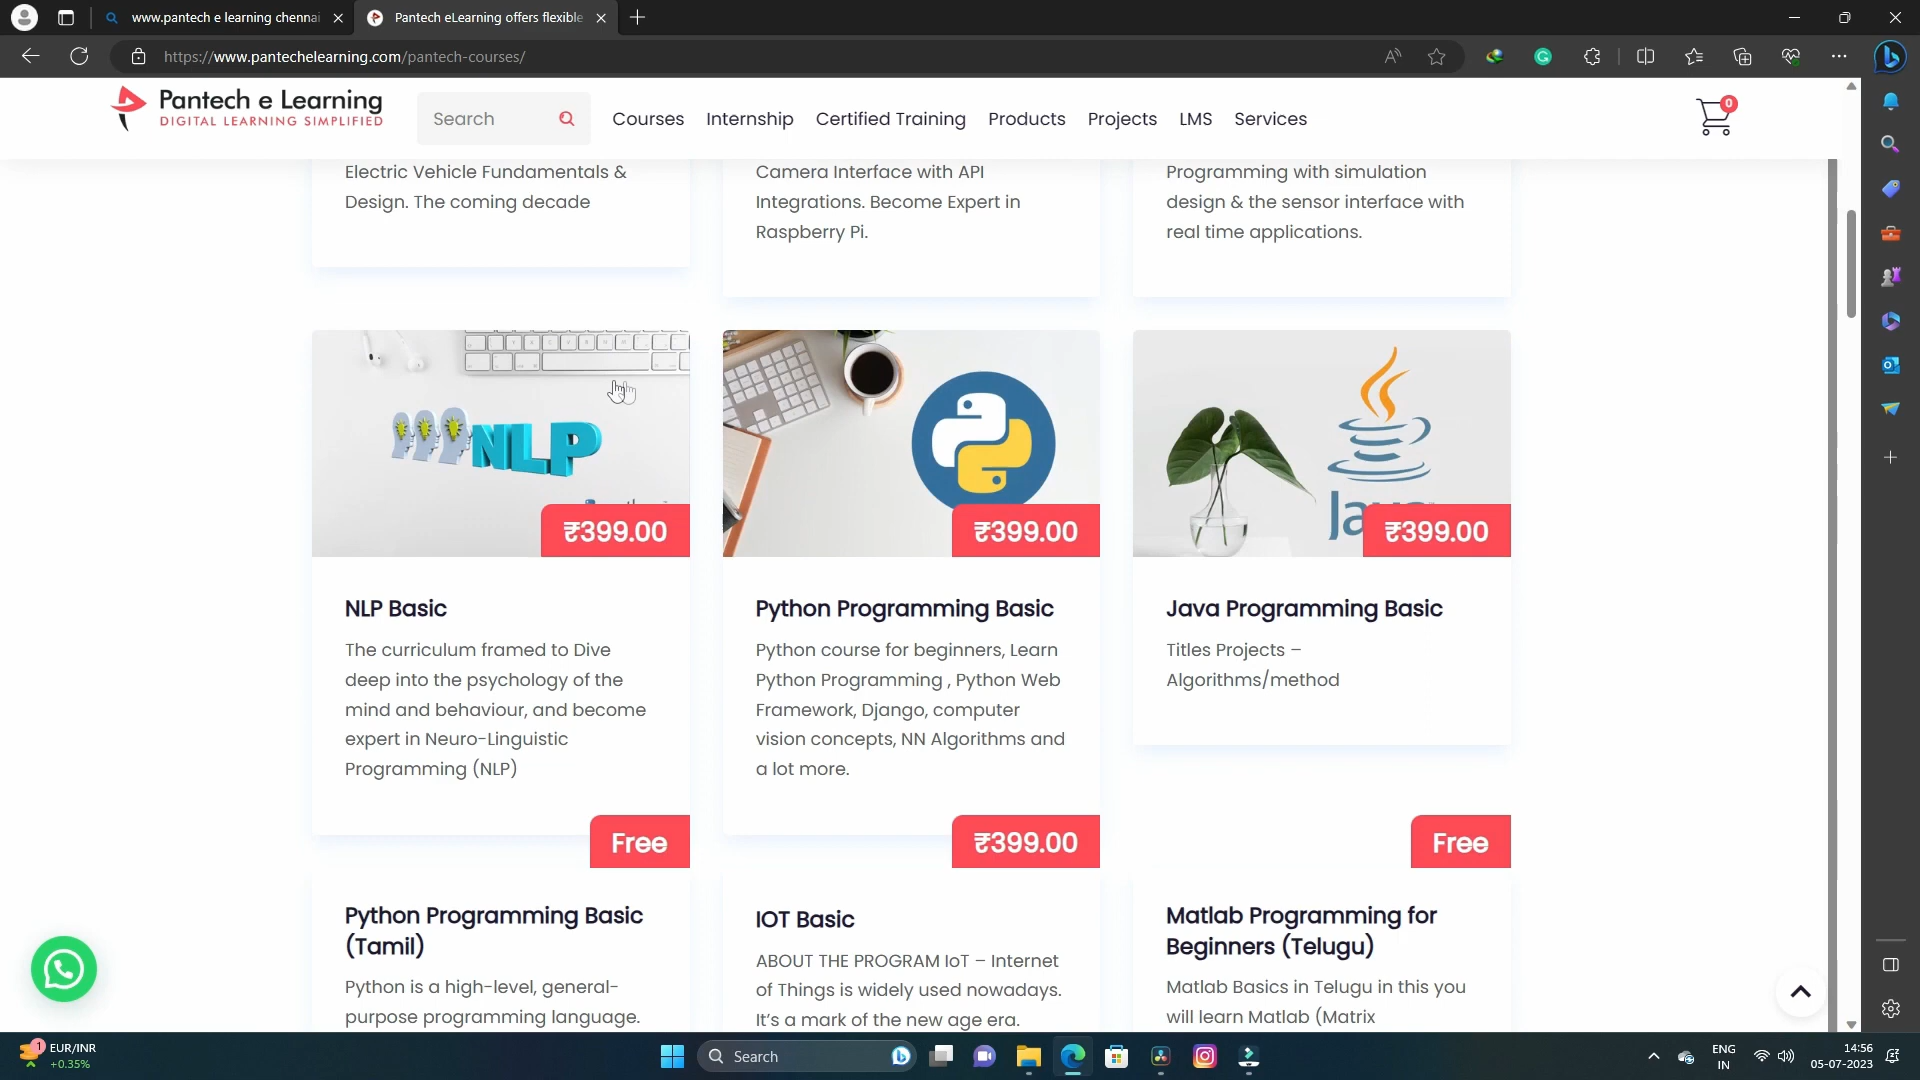 www.pantech e learning chennai
Pantech eLearning offers flexible
https://www.pantechelearning.com/pantech-courses/
Pantech e Learning
DIGITAL LEARNING SIMPLIFIED
Search
Courses
Internship
Certified Training
Products
Projects
LMS
Services
0
Electric Vehicle Fundamentals &
Design. The coming decade
Camera Interface with API
Integrations. Become Expert in
Raspberry Pi.
Programming with simulation
design & the sensor interface with
real time applications.
NLP
₹399.00
₹399.00
₹399.00
NLP Basic
The curriculum framed to Dive
deep into the psychology of the
mind and behaviour, and become
expert in Neuro-Linguistic
Programming (NLP)
Python Programming Basic
Python course for beginners, Learn
Python Programming , Python Web
Framework, Django, computer
vision concepts, NN Algorithms and
a lot more.
Java Programming Basic
Titles Projects –
Algorithms/method
Free
₹399.00
Free
Python Programming Basic
(Tamil)
Python is a high-level, general-
purpose programming language.
IOT Basic
ABOUT THE PROGRAM IoT – Internet
of Things is widely used nowadays.
It's a mark of the new age era.
Matlab Programming for
Beginners (Telugu)
Matlab Basics in Telugu in this you
will learn Matlab (Matrix
1
EUR/INR
+0.35%
Search
ENG
IN
14:56
05-07-2023